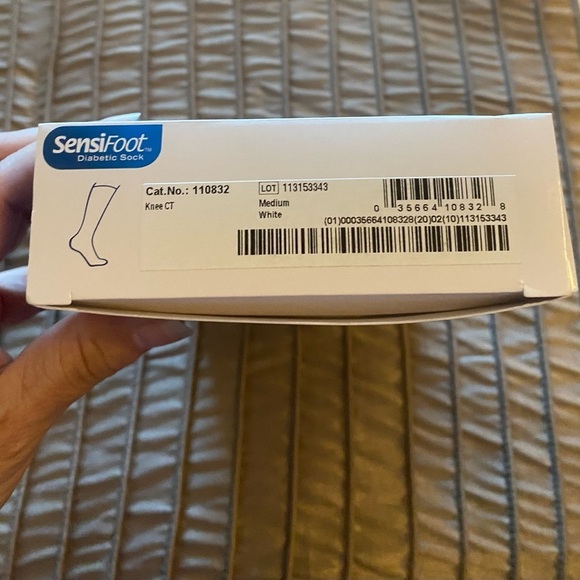 SensiFoot™
Diabetic Sock
Cat.No.: 110832
Knee CT
LOT 113153343
Medium
White
0 35664 10832 8
(01)00035664108328(20)02(10)113153343